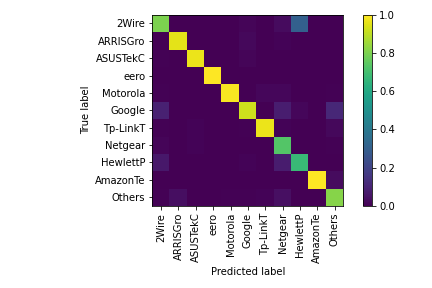 2Wire
ARRISGro
ASUSTekC
eero
Motorola
Google
Tp-LinkT
Netgear
HewlettP
AmazonTe
Others
True label
2Wire
ARRISGro
ASUSTekC
eero
Motorola
Google
Tp-LinkT
Netgear
HewlettP
AmazonTe
Others
Predicted label
1.0
0.8
0.6
0.4
0.2
0.0